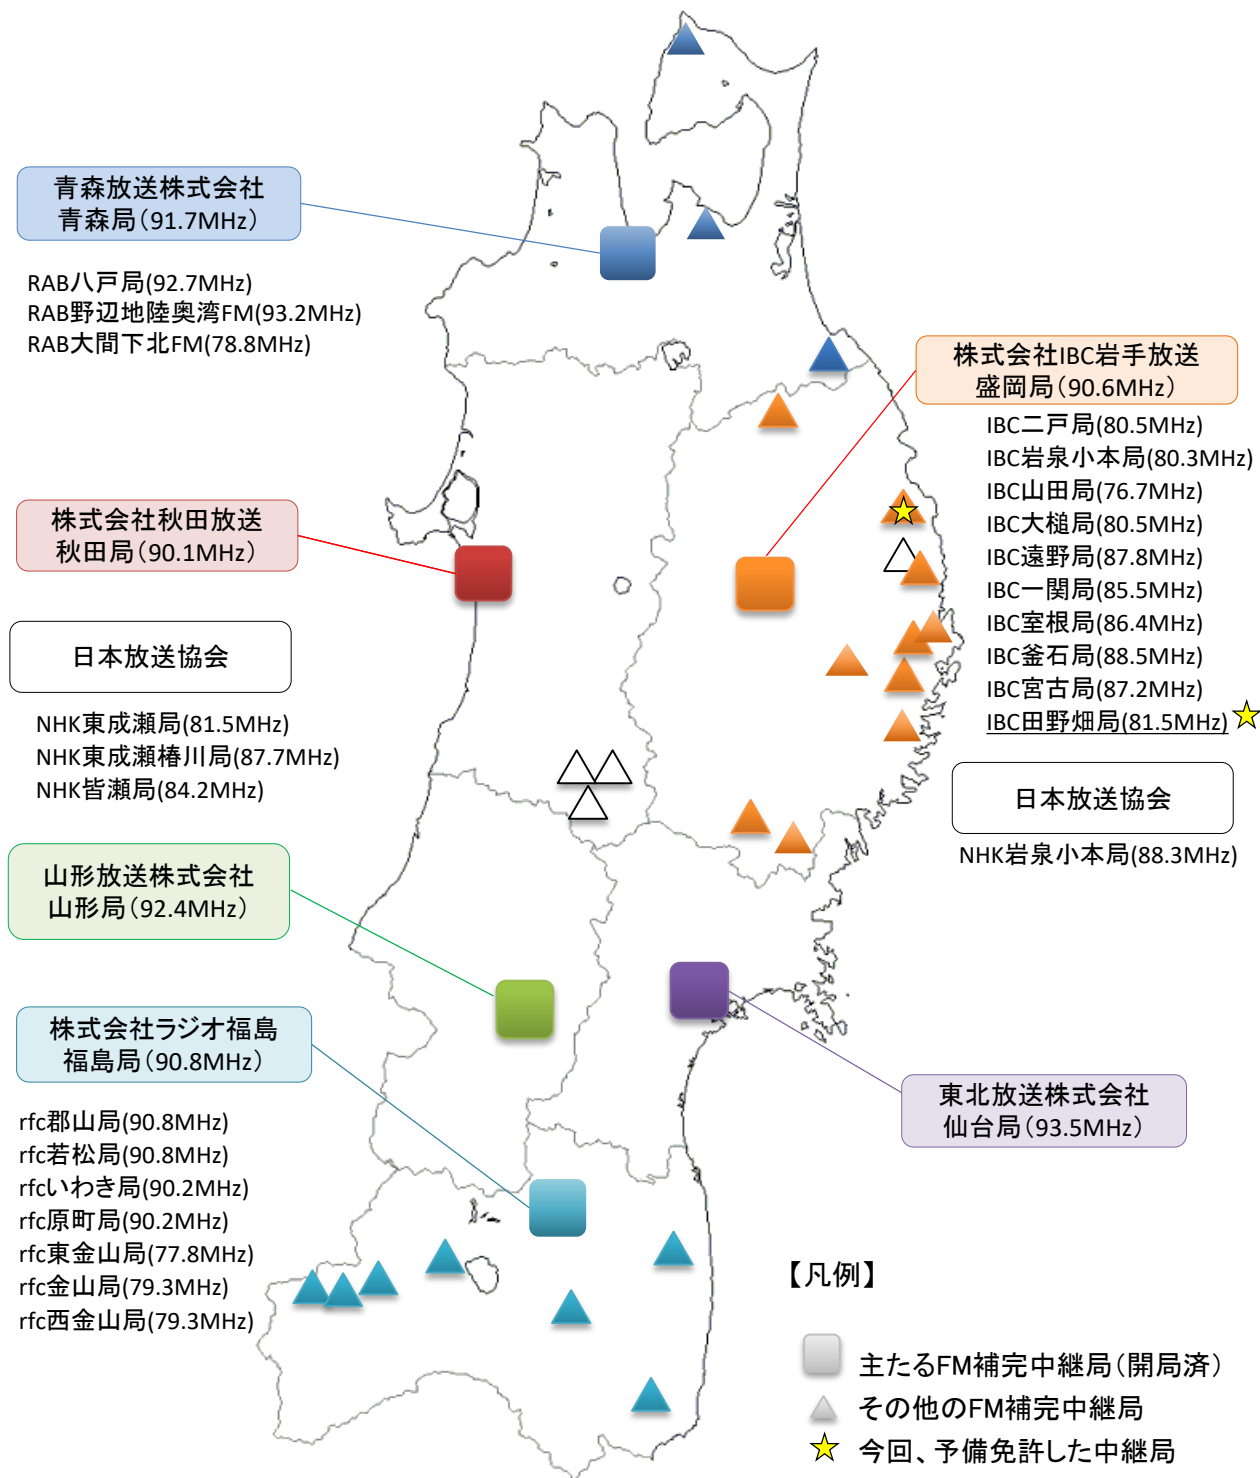 青森放送株式会社
青森局（91.7MHz）
RAB八戸局(92.7MHz)
RAB野辺地陸奥湾FM(93.2MHz)
RAB大間下北FM(78.8MHz)
株式会社IBC岩手放送
盛岡局（90.6MHz）
IBC二戸局(80.5MHz)
IBC岩泉小本局(80.3MHz)
IBC山田局(76.7MHz)
IBC大槌局(80.5MHz)
IBC遠野局(87.8MHz)
IBC一関局(85.5MHz)
IBC室根局(86.4MHz)
IBC釜石局(88.5MHz)
IBC宮古局(87.2MHz)
IBC田野畑局(81.5MHz)
日本放送協会
NHK岩泉小本局(88.3MHz)
株式会社秋田放送
秋田局（90.1MHz）
日本放送協会
NHK東成瀬局(81.5MHz)
NHK東成瀬椿川局(87.7MHz)
NHK皆瀬局(84.2MHz)
山形放送株式会社
山形局（92.4MHz）
株式会社ラジオ福島
福島局（90.8MHz）
rfc郡山局(90.8MHz)
rfc若松局(90.8MHz)
rfcいわき局(90.2MHz)
rfc原町局(90.2MHz)
rfc東金山局(77.8MHz)
rfc金山局(79.3MHz)
rfc西金山局(79.3MHz)
東北放送株式会社
仙台局（93.5MHz）
【凡例】
主たるFM補完中継局（開局済）
その他のFM補完中継局
今回、予備免許した中継局